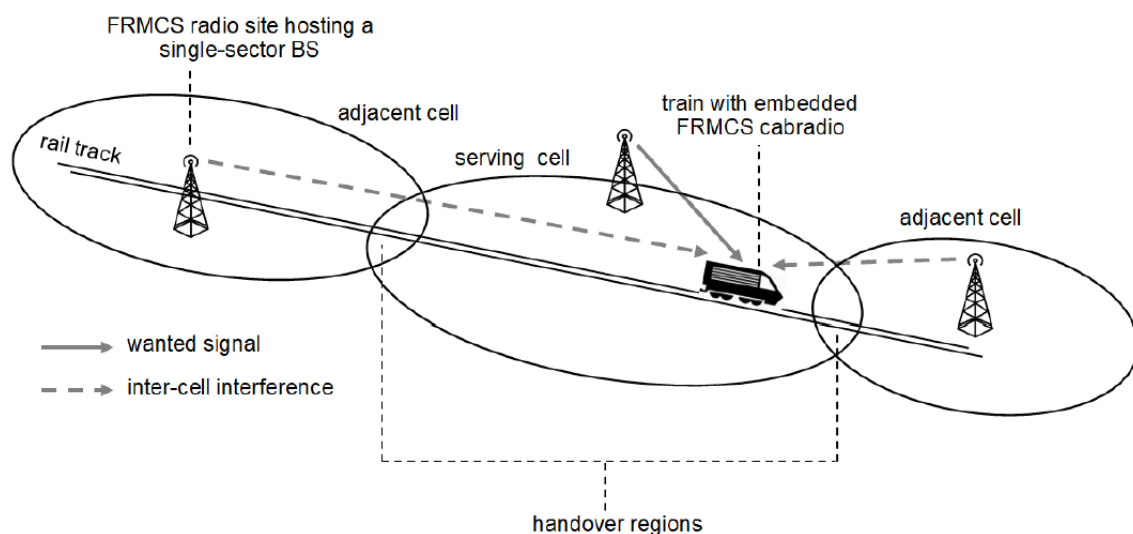 FRMCS radio site hosting a
single-sector BS
adjacent cell
train with embedded
FRMCS cabradio
rail track
serving cell
adjacent cell
wanted signal
inter-cell interference
handover regions